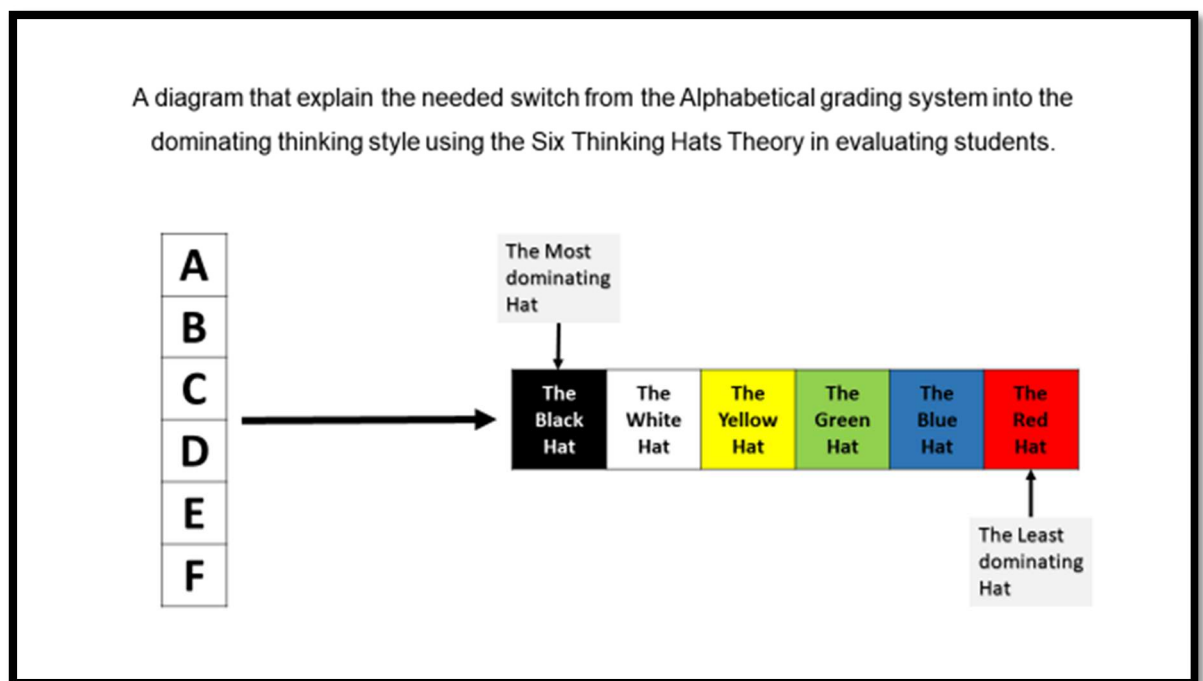 A diagram that explain the needed switch from the Alphabetical grading system into the
dominating thinking style using the Six Thinking Hats Theory in evaluating students.
A
B
C
D
E
F
The Most
dominating
Hat
The
Black
Hat
The
White
Hat
The
Yellow
Hat
The
Green
Hat
The
Blue
Hat
The
Red
Hat
The Least
dominating
Hat